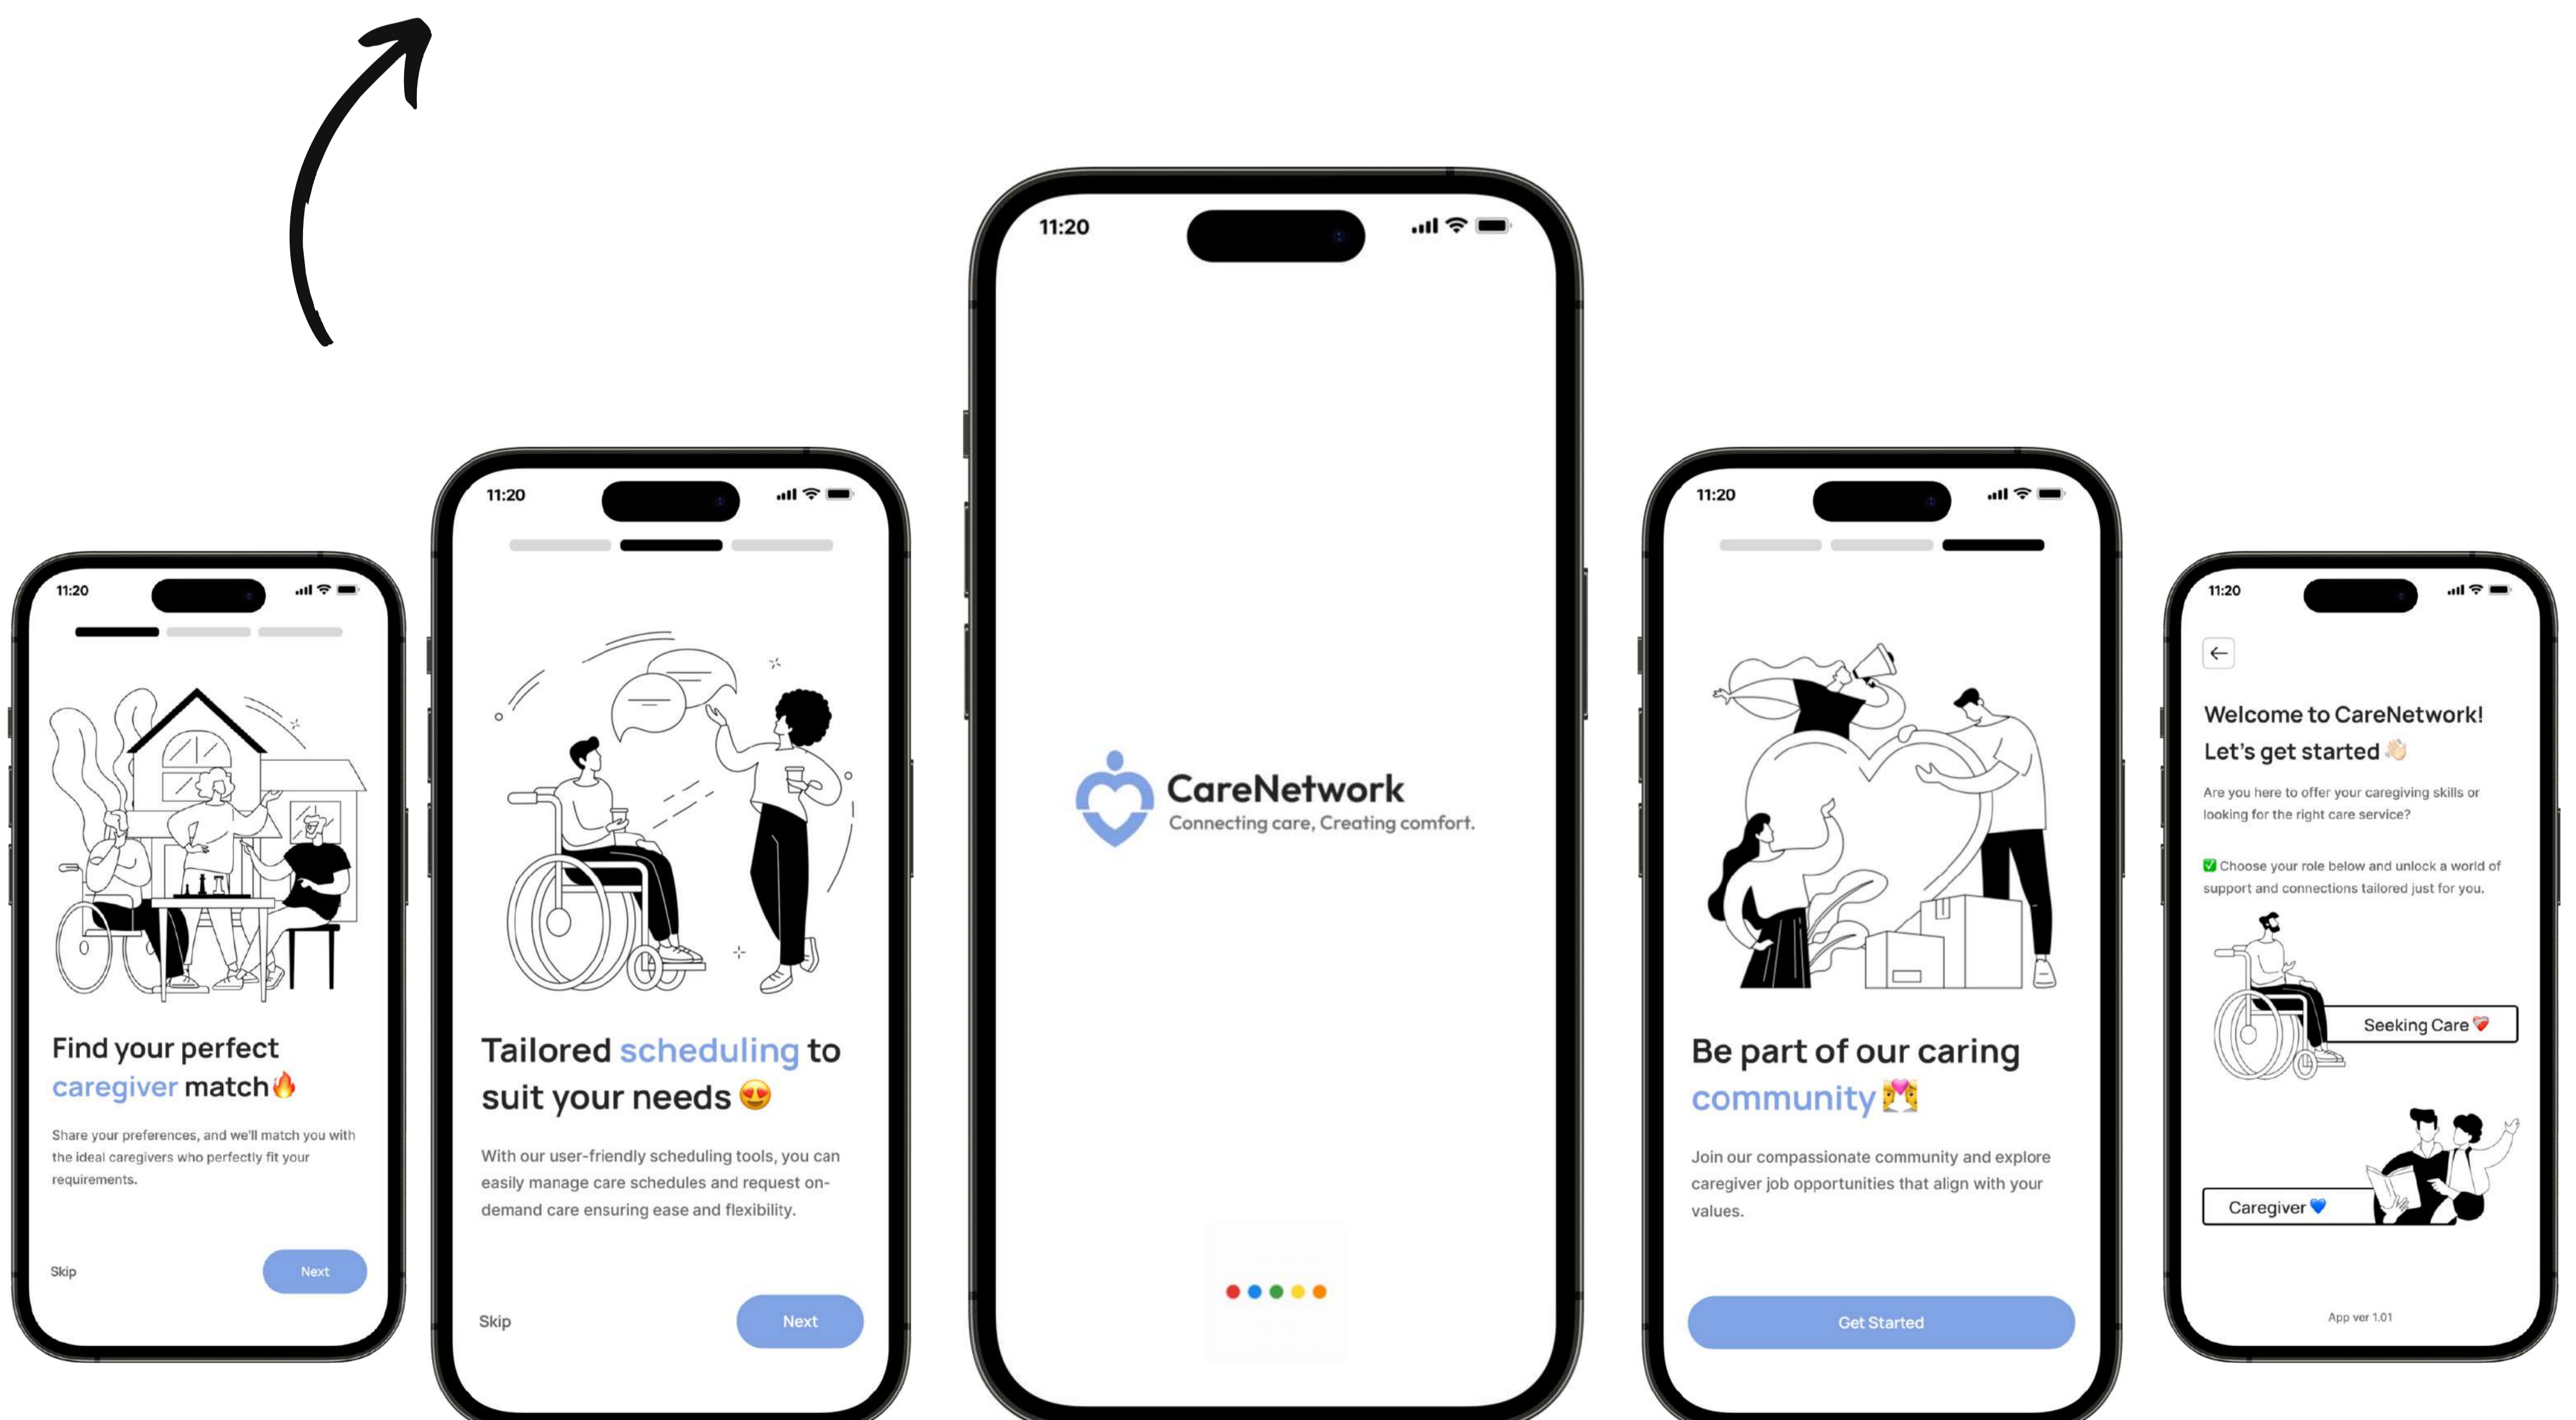 11:20
Find your perfect
caregiver match🔥
Share your preferences, and we'll match you with
the ideal caregivers who perfectly fit your
requirements.
Skip
Next
11:20
Tailored scheduling to
suit your needs 😍
With our user-friendly scheduling tools, you can
easily manage care schedules and request on-
demand care ensuring ease and flexibility.
Skip
Next
11:20
CareNetwork
Connecting care, Creating comfort.
11:20
Be part of our caring
community 💑
Join our compassionate community and explore
caregiver job opportunities that align with your
values.
Get Started
11:20
Welcome to CareNetwork!
Let's get started 👋🏻
Are you here to offer your caregiving skills or
looking for the right care service?
✅ Choose your role below and unlock a world of
support and connections tailored just for you.
Seeking Care ❤️‍🩹
Caregiver 💙
App ver 1.01